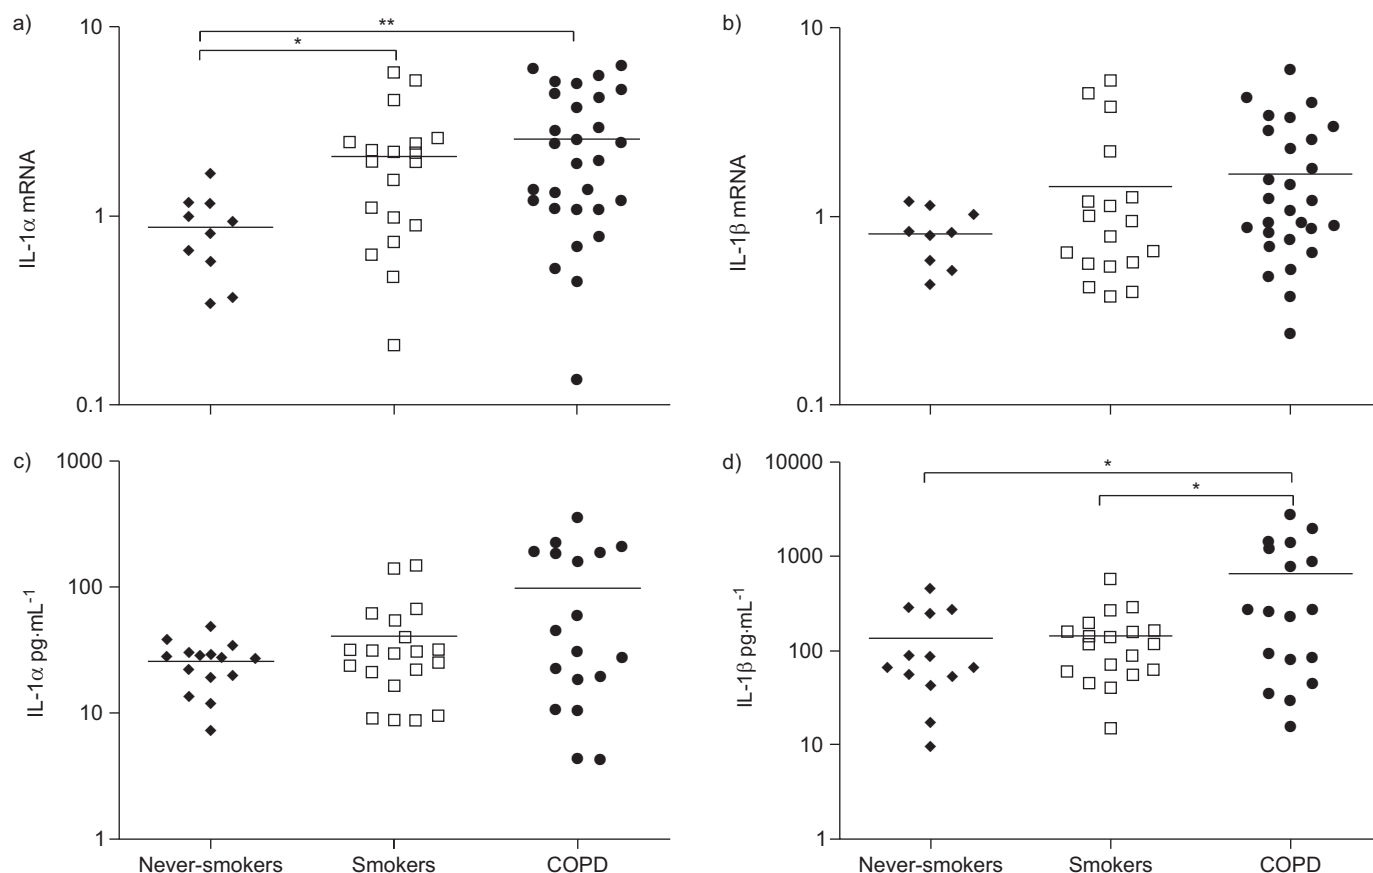 a)
10
1
0.1
IL-1α mRNA
*
**
b)
10
1
0.1
IL-1β mRNA
c)
1000
100
10
1
IL-1α pg·mL-1
Never-smokers
Smokers
COPD
d)
10000
1000
100
10
1
IL-1β pg·mL-1
*
*
Never-smokers
Smokers
COPD